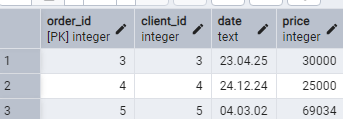 order_id client_id date price
[PK] integer integer text integer
1 3 3 23.04.25 30000
2 4 4 24.12.24 25000
3 5 5 04.03.02 69034